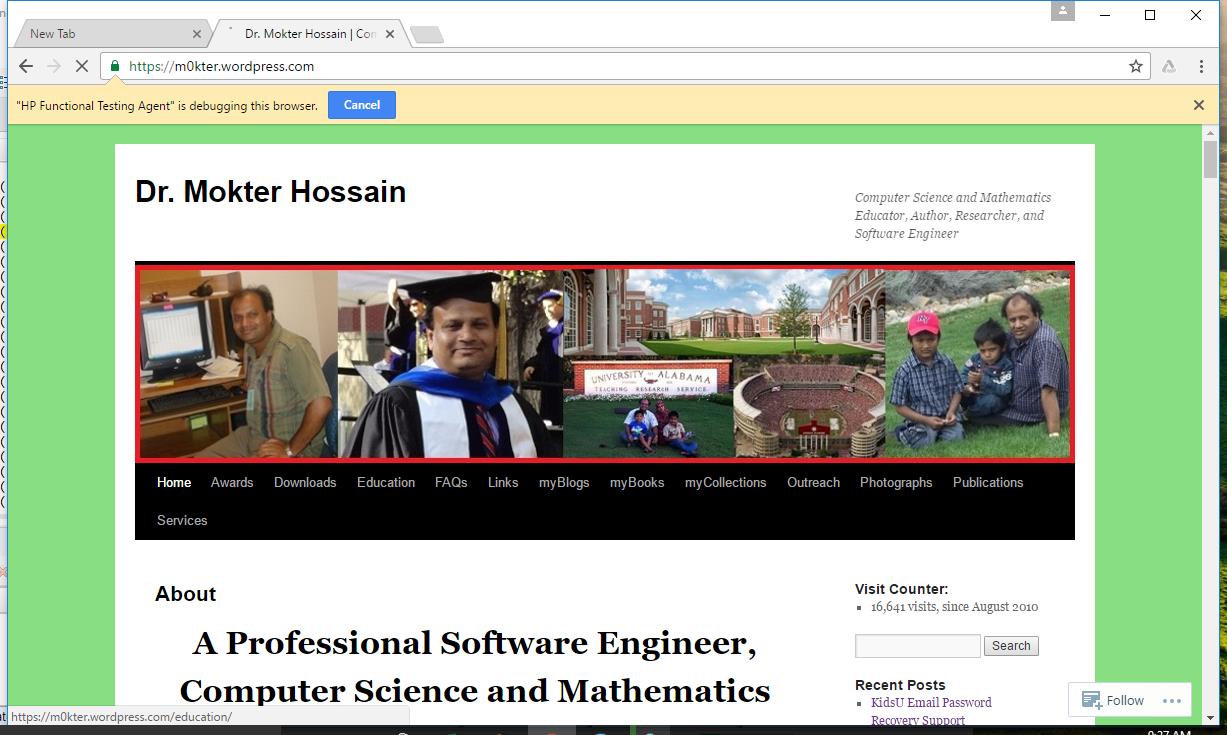 New Tab
Dr. Mokter Hossain | Con
https://m0kter.wordpress.com
"HP Functional Testing Agent" is debugging this browser.
Cancel
Dr. Mokter Hossain
Computer Science and Mathematics
Educator, Author, Researcher, and
Software Engineer
UNIVERSITY OF ALABAMA
TEACHING RESEARCH SERVICE
Home Awards Downloads Education FAQs Links myBlogs myBooks myCollections Outreach Photographs Publications
Services
About
A Professional Software Engineer,
Computer Science and Mathematics
Visit Counter:
16,641 visits, since August 2010
Search
Recent Posts
KidsU Email Password
Recovery Support
Follow
https://m0kter.wordpress.com/education/
9:27 AM